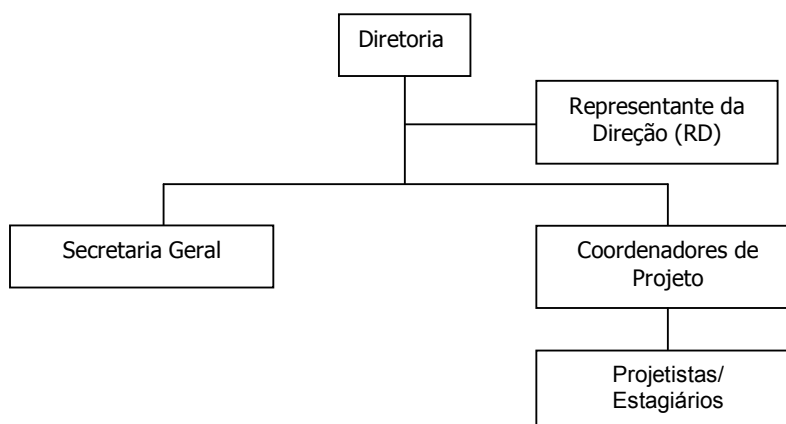 Diretoria
Representante da
Direção (RD)
Secretaria Geral
Coordenadores de
Projeto
Projetistas/
Estagiários